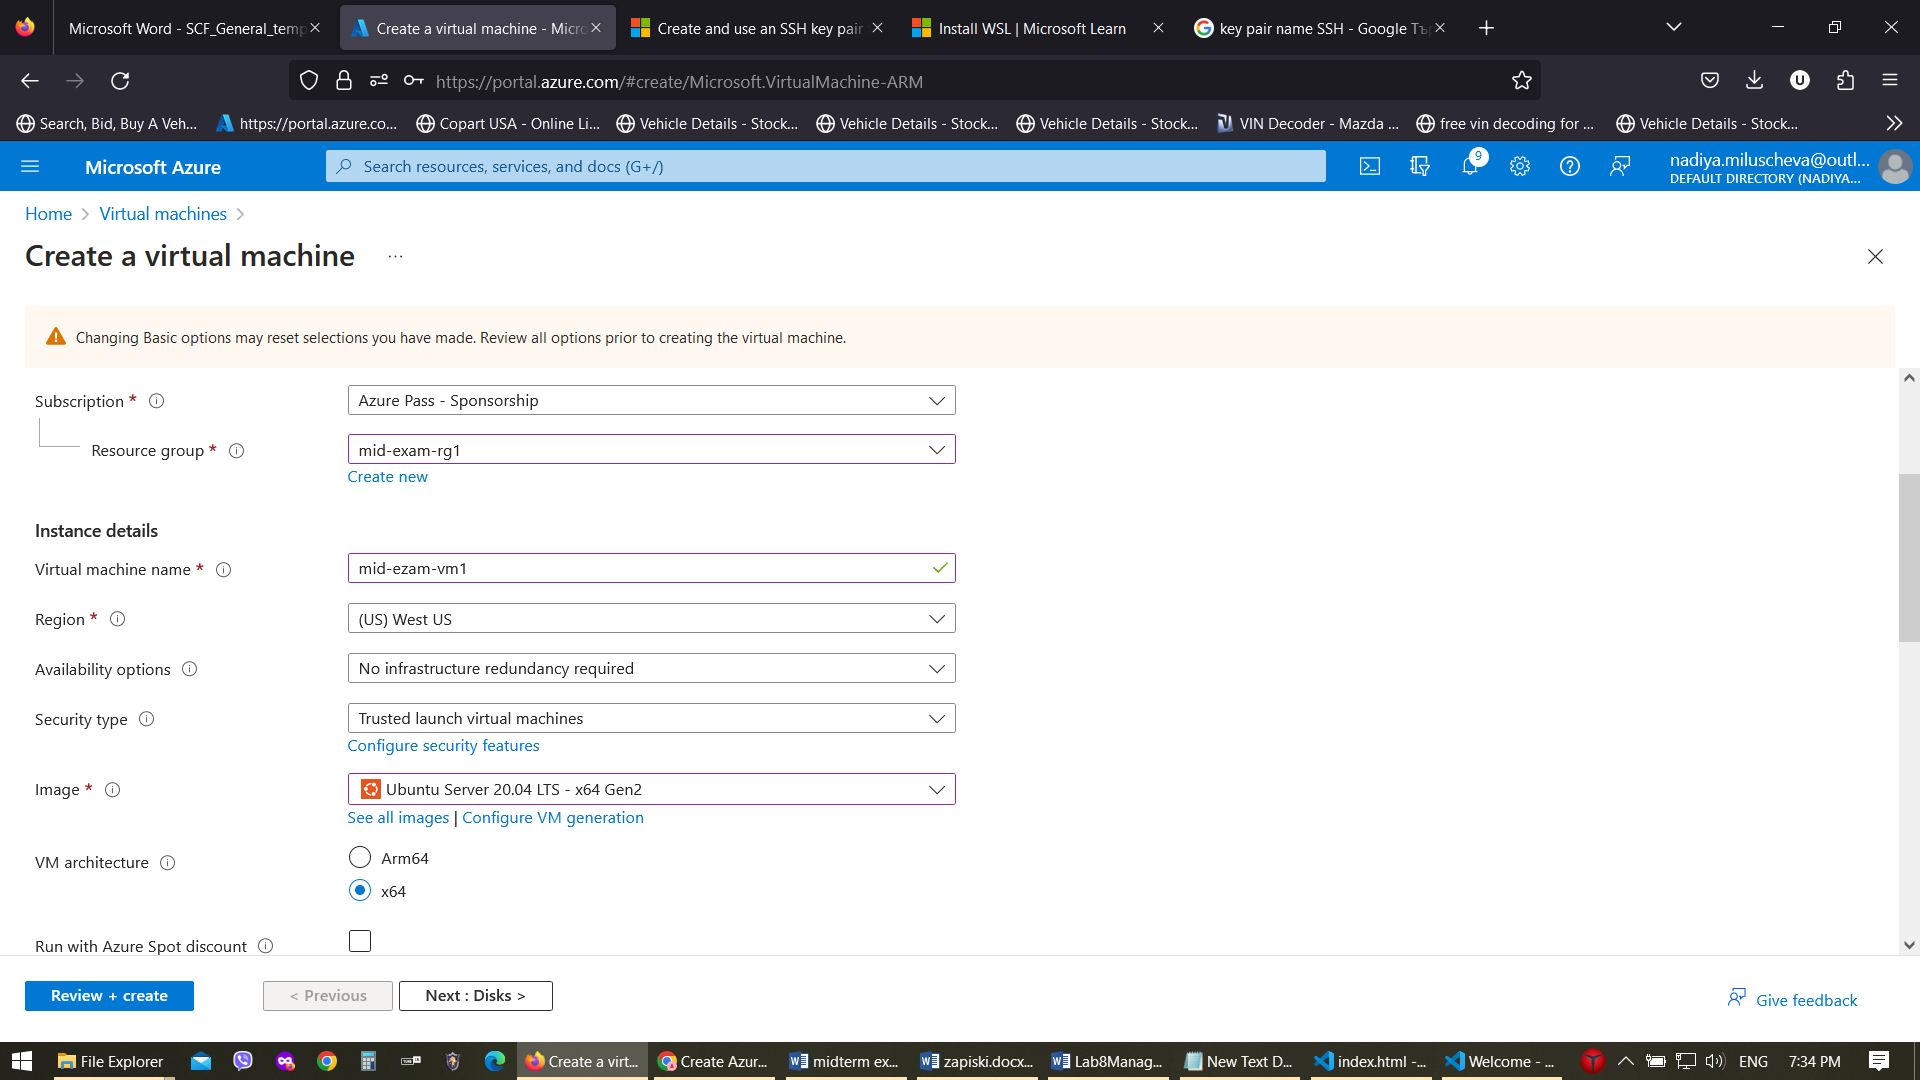 Microsoft Word - SCF_General_temp
Create a virtual machine - Micro
Create and use an SSH key pair
Install WSL | Microsoft Learn
key pair name SSH - Google Тъ
https://portal.azure.com/#create/Microsoft.VirtualMachine-ARM
Search, Bid, Buy A Veh...
https://portal.azure.co...
Copart USA - Online Li...
Vehicle Details - Stock...
Vehicle Details - Stock...
Vehicle Details - Stock...
VIN Decoder - Mazda ...
free vin decoding for ...
Vehicle Details - Stock...
Microsoft Azure
Search resources, services, and docs (G+/)
9
nadiya.miluscheva@outl...
DEFAULT DIRECTORY (NADIYA...
Home > Virtual machines >
Create a virtual machine ...
Changing Basic options may reset selections you have made. Review all options prior to creating the virtual machine.
Subscription *
Azure Pass - Sponsorship
Resource group *
mid-exam-rg1
Create new
Instance details
Virtual machine name *
mid-ezam-vm1
Region *
(US) West US
Availability options
No infrastructure redundancy required
Security type
Trusted launch virtual machines
Configure security features
Image *
Ubuntu Server 20.04 LTS - x64 Gen2
See all images | Configure VM generation
VM architecture
Arm64
x64
Run with Azure Spot discount
Review + create
< Previous
Next : Disks >
Give feedback
File Explorer
Create a virt...
Create Azur...
midterm ex...
zapiski.docx...
Lab8Manag...
New Text D...
index.html -...
Welcome - ...
ENG
7:34 PM